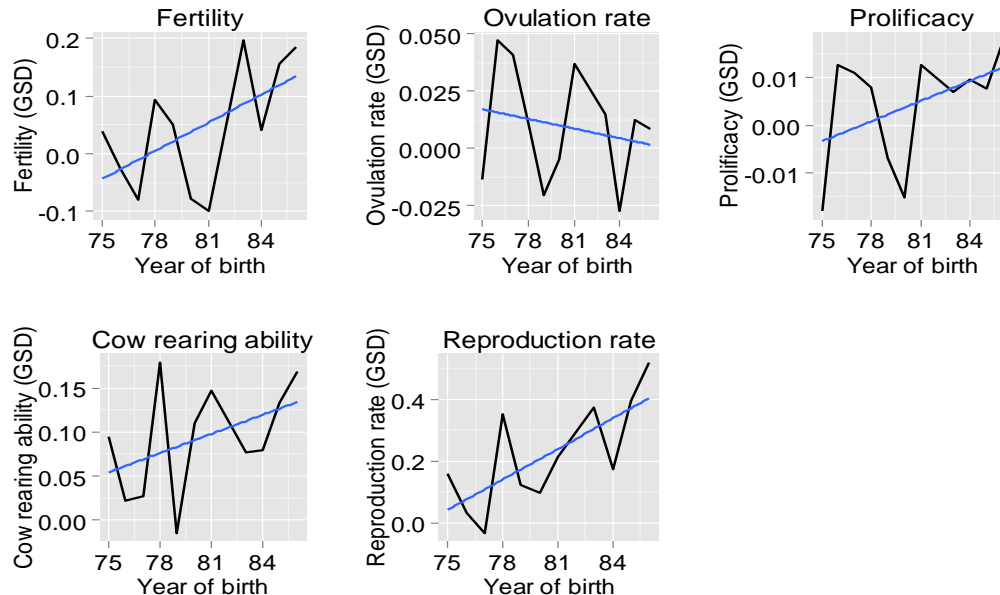 Fertility
Fertility (GSD)
0.2
0.1
0.0
-0.1
75 78 81 84
Year of birth
Ovulation rate
Ovulation rate (GSD)
0.050
0.025
0.000
-0.025
75 78 81 84
Year of birth
Prolificacy
Prolificacy (GSD)
0.01
0.00
-0.01
75 78 81 84
Year of birth
Cow rearing ability
Cow rearing ability (GSD)
0.15
0.10
0.05
0.00
75 78 81 84
Year of birth
Reproduction rate
Reproduction rate (GSD)
0.4
0.2
0.0
75 78 81 84
Year of birth